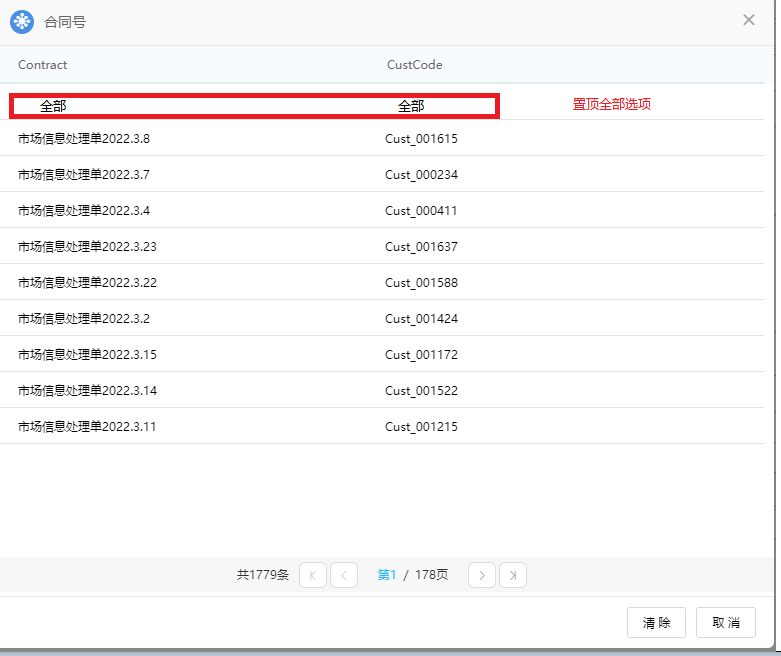 合同号
Contract CustCode
全部 全部 置顶全部选项
市场信息处理单2022.3.8 Cust_001615
市场信息处理单2022.3.7 Cust_000234
市场信息处理单2022.3.4 Cust_000411
市场信息处理单2022.3.23 Cust_001637
市场信息处理单2022.3.22 Cust_001588
市场信息处理单2022.3.2 Cust_001424
市场信息处理单2022.3.15 Cust_001172
市场信息处理单2022.3.14 Cust_001522
市场信息处理单2022.3.11 Cust_001215
共1779条 第1 / 178页
清 除 取 消